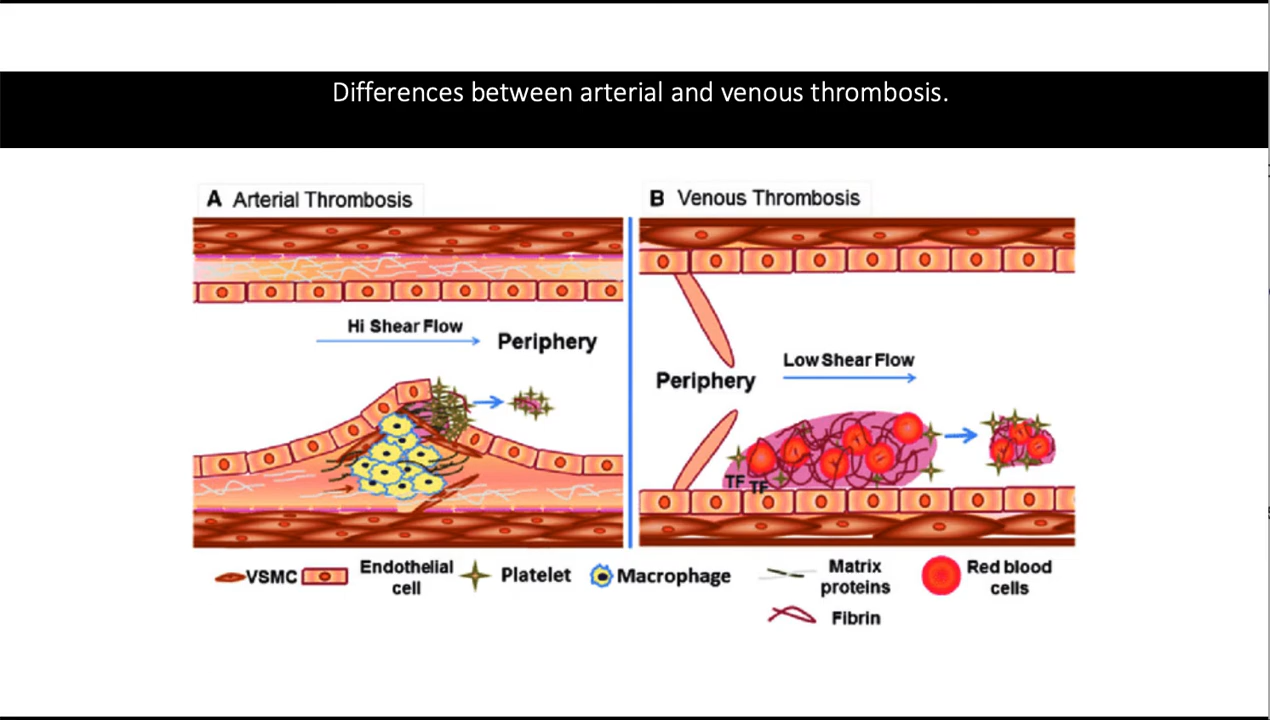 Differences between arterial and venous thrombosis.
A Arterial Thrombosis
Hi Shear Flow
Periphery
B Venous Thrombosis
Low Shear Flow
Periphery
TF TF
VSMC
Endothelial
cell
Platelet
Macrophage
Matrix
proteins
Fibrin
Red blood
cells